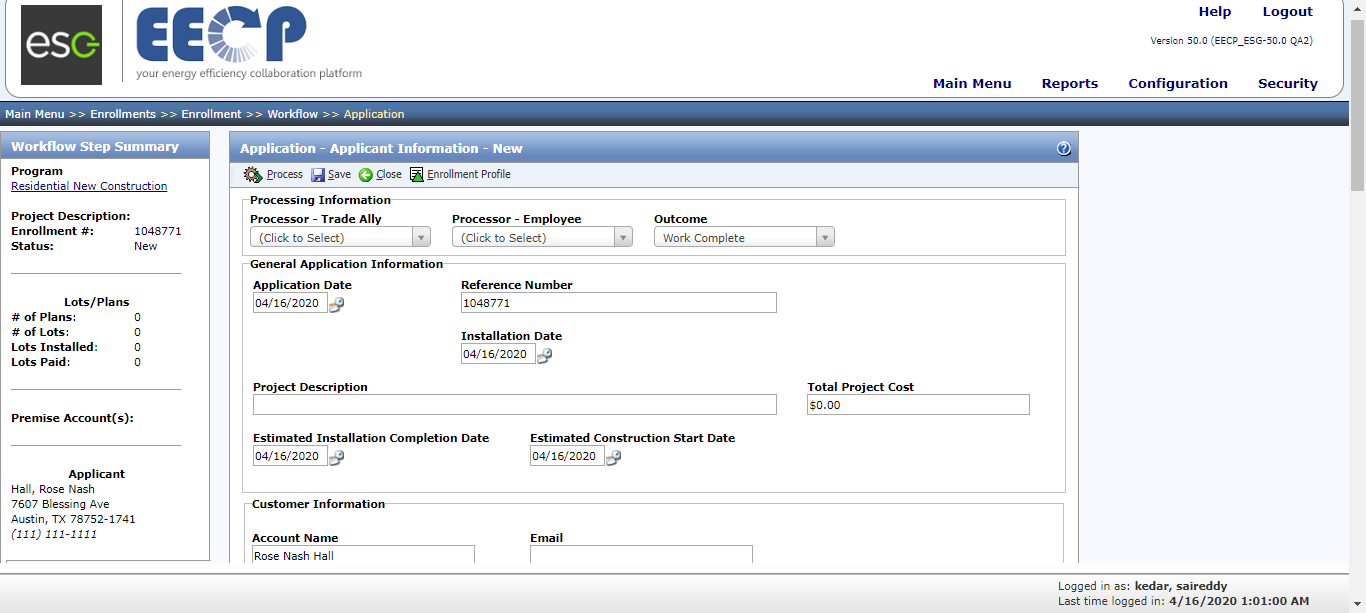 esg
EECP
your energy efficiency collaboration platform
Help Logout
Version 50.0 (EECP_ESG-50.0 QA2)
Main Menu Reports Configuration Security
Main Menu >> Enrollments >> Enrollment >> Workflow >> Application
Workflow Step Summary
Program
Residential New Construction
Project Description:
Enrollment #: 1048771
Status: New
Lots/Plans
# of Plans: 0
# of Lots: 0
Lots Installed: 0
Lots Paid: 0
Premise Account(s):
Applicant
Hall, Rose Nash
7607 Blessing Ave
Austin, TX 78752-1741
(111) 111-1111
Application - Applicant Information - New
?
Process Save Close Enrollment Profile
Processing Information
Processor - Trade Ally Processor - Employee Outcome
(Click to Select) (Click to Select) Work Complete
General Application Information
Application Date Reference Number
04/16/2020 1048771
Installation Date
04/16/2020
Project Description Total Project Cost
$0.00
Estimated Installation Completion Date Estimated Construction Start Date
04/16/2020 04/16/2020
Customer Information
Account Name Email
Rose Nash Hall
Logged in as: kedar, saireddy
Last time logged in: 4/16/2020 1:01:00 AM